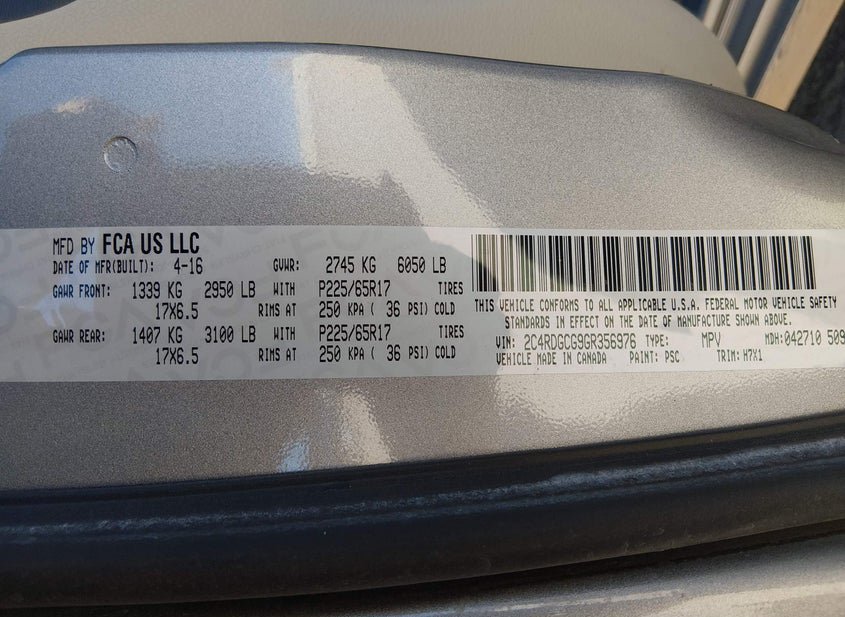 MFD BY FCA US LLC
DATE OF MFR(BUILT): 4-16 GVWR: 2745 KG 6050 LB
GAWR FRONT: 1339 KG 2950 LB WITH P225/65R17 TIRES
17X6.5 RIMS AT 250 KPA ( 36 PSI) COLD
GAWR REAR: 1407 KG 3100 LB WITH P225/65R17 TIRES
17X6.5 RIMS AT 250 KPA ( 36 PSI) COLD
THIS VEHICLE CONFORMS TO ALL APPLICABLE U.S.A. FEDERAL MOTOR VEHICLE SAFETY
STANDARDS IN EFFECT ON THE DATE OF MANUFACTURE SHOWN ABOVE.
VIN: 2C4RDGCG9GR356976 TYPE: MPV MDH:042710 509
VEHICLE MADE IN CANADA PAINT: PSC TRIM: H7X1